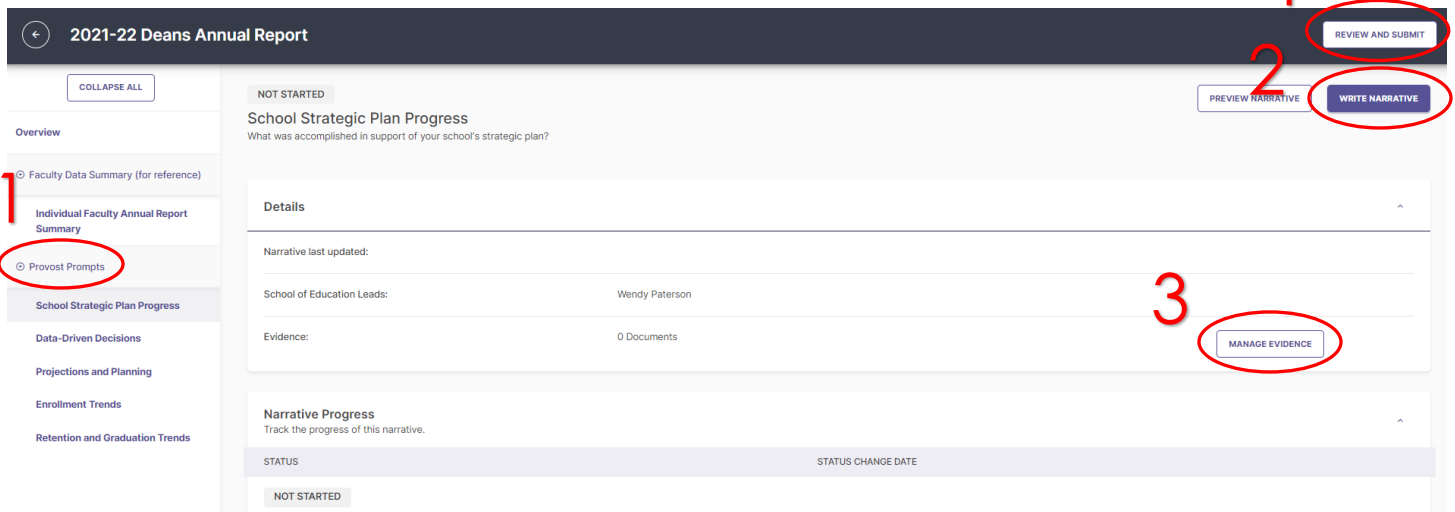 2021-22 Deans Annual Report
REVIEW AND SUBMIT
2
COLLAPSE ALL
NOT STARTED
PREVIEW NARRATIVE
WRITE NARRATIVE
School Strategic Plan Progress
What was accomplished in support of your school's strategic plan?
Overview
1
Faculty Data Summary (for reference)
Individual Faculty Annual Report
Summary
Provost Prompts
School Strategic Plan Progress
Data-Driven Decisions
Projections and Planning
Enrollment Trends
Retention and Graduation Trends
Details
Narrative last updated:
School of Education Leads:
Wendy Paterson
3
Evidence:
0 Documents
MANAGE EVIDENCE
Narrative Progress
Track the progress of this narrative.
STATUS
STATUS CHANGE DATE
NOT STARTED